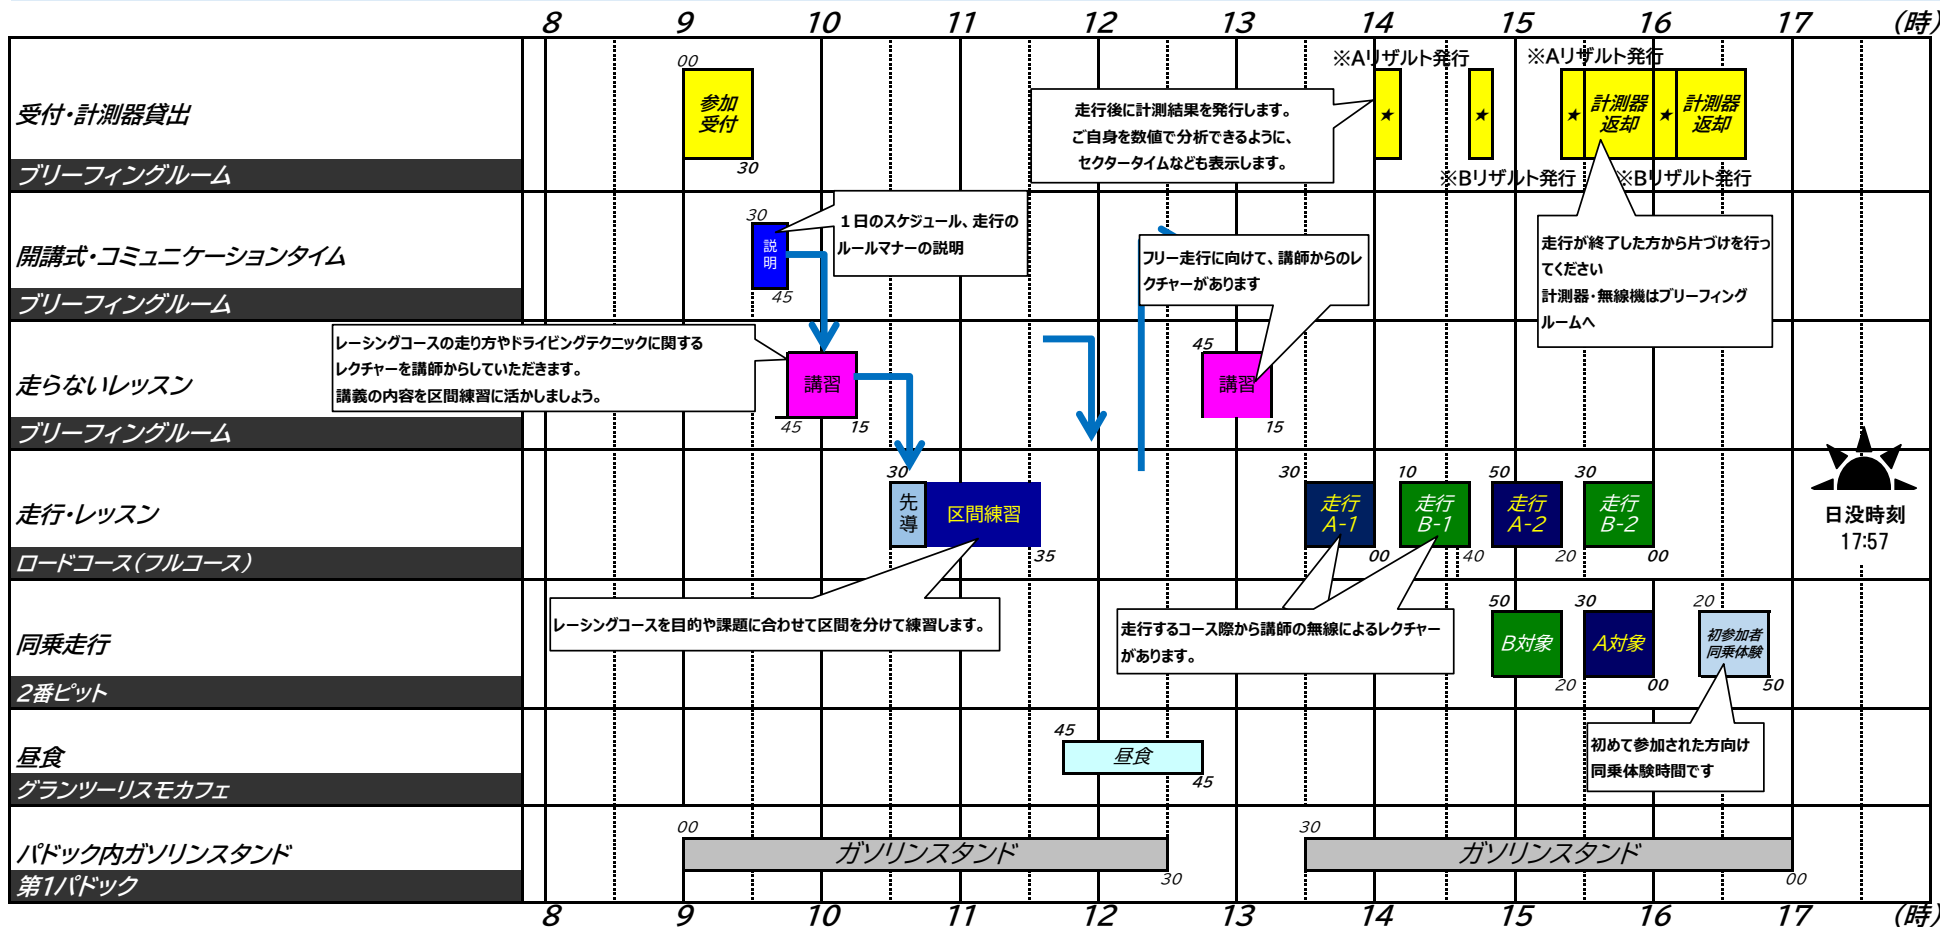 8 9 10 11 12 13 14 15 16 17 (時)
※Aリザルト発行 ※Aリザルト発行
00
受付・計測器貸出
参加
受付
30
走行後に計測結果を発行します。
ご自身を数値で分析できるように、
セクタータイムなども表示します。
★ ★ ★ 計測器
返却
★ 計測器
返却
ブリーフィングルーム
※Bリザルト発行 ※Bリザルト発行
30
開講式・コミュニケーションタイム
説
明
45
1日のスケジュール、走行の
ルールマナーの説明
フリー走行に向けて、講師からのレ
クチャーがあります
走行が終了した方から片づけを行っ
てください
計測器・無線機はブリーフィング
ルームへ
ブリーフィングルーム
レーシングコースの走り方やドライビングテクニックに関する
レクチャーを講師からしていただきます。
講義の内容を区間練習に活かしましょう。
走らないレッスン
講習
45 15
45
講習
15
ブリーフィングルーム
30 30 10 50 30
走行・レッスン
先
導
区間練習
35
走行
A-1
00
走行
B-1
40
走行
A-2
20
走行
B-2
00
日没時刻
17:57
ロードコース(フルコース)
レーシングコースを目的や課題に合わせて区間を分けて練習します。
走行するコース際から講師の無線によるレクチャー
があります。
50 30 20
同乗走行
B対象
20
A対象
00
初参加者
同乗体験
50
2番ピット
初めて参加された方向け
同乗体験時間です
45
昼食
昼食
45
グランツーリスモカフェ
00 30
パドック内ガソリンスタンド
ガソリンスタンド ガソリンスタンド
30 00
第1パドック
8 9 10 11 12 13 14 15 16 17 (時)